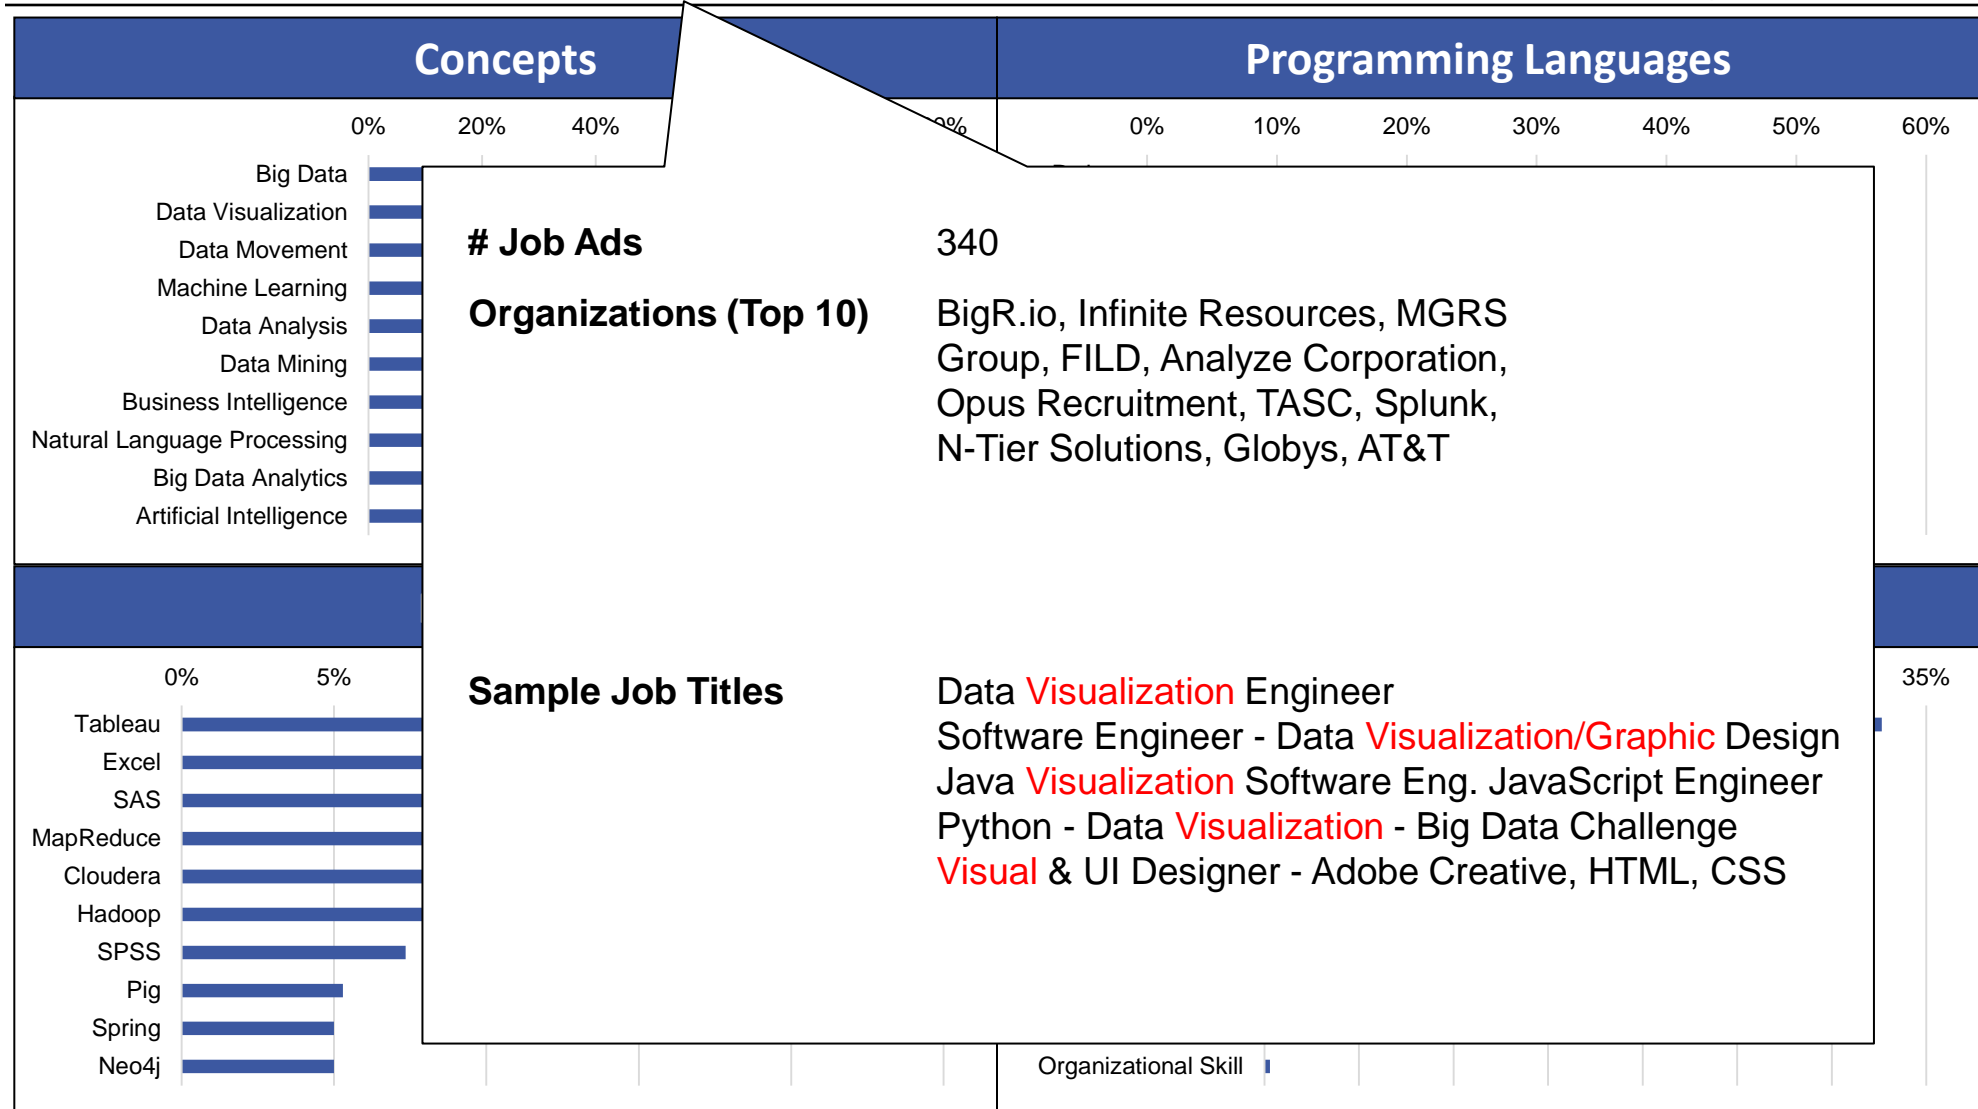 Concepts
Programming Languages
0% 20% 40%
0% 10% 20% 30% 40% 50% 60%
Big Data
Data Visualization
Data Movement
Machine Learning
Data Analysis
Data Mining
Business Intelligence
Natural Language Processing
Big Data Analytics
Artificial Intelligence
# Job Ads 340
Organizations (Top 10) BigR.io, Infinite Resources, MGRS
Group, FILD, Analyze Corporation,
Opus Recruitment, TASC, Splunk,
N-Tier Solutions, Globys, AT&T
Sample Job Titles Data Visualization Engineer
Software Engineer - Data Visualization/Graphic Design
Java Visualization Software Eng. JavaScript Engineer
Python - Data Visualization - Big Data Challenge
Visual & UI Designer - Adobe Creative, HTML, CSS
0% 5%
35%
Tableau
Excel
SAS
MapReduce
Cloudera
Hadoop
SPSS
Pig
Spring
Neo4j
Organizational Skill